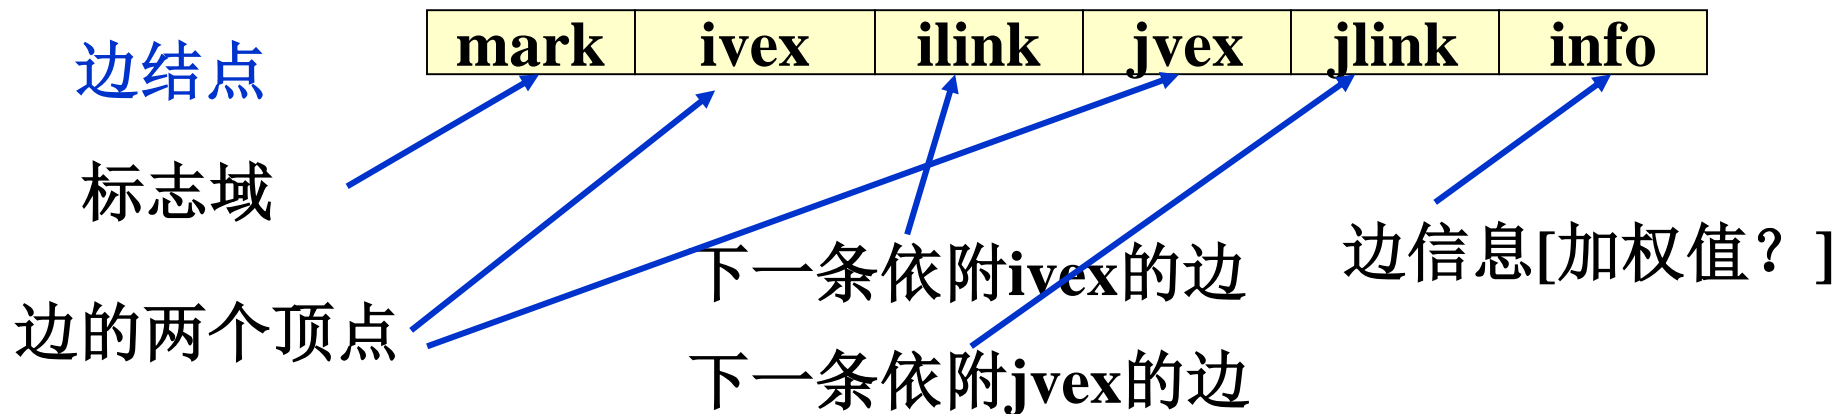 边结点
mark ivex ilink jvex jlink info
标志域
下一条依附ivex的边
边信息[加权值？]
边的两个顶点
下一条依附jvex的边